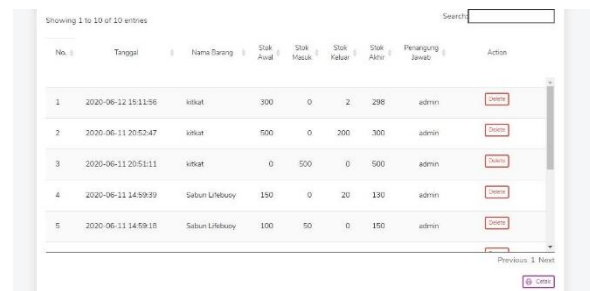 Showing 1 to 10 of 10 entries
Search:
No. Tanggal Nama Barang Stok Awal Stok Masuk Stok Keluar Stok Akhir Penangung Jawab Action
1 2020-06-12 15:11:56 kitkat 300 0 2 298 admin Delete
2 2020-06-11 20:52:47 kitkat 500 0 200 300 admin Delete
3 2020-06-11 20:51:11 kitkat 0 500 0 500 admin Delete
4 2020-06-11 14:59:39 Sabun Lifebuoy 150 0 20 130 admin Delete
5 2020-06-11 14:59:18 Sabun Lifebuoy 100 50 0 150 admin Delete
Previous 1 Next
Cetak